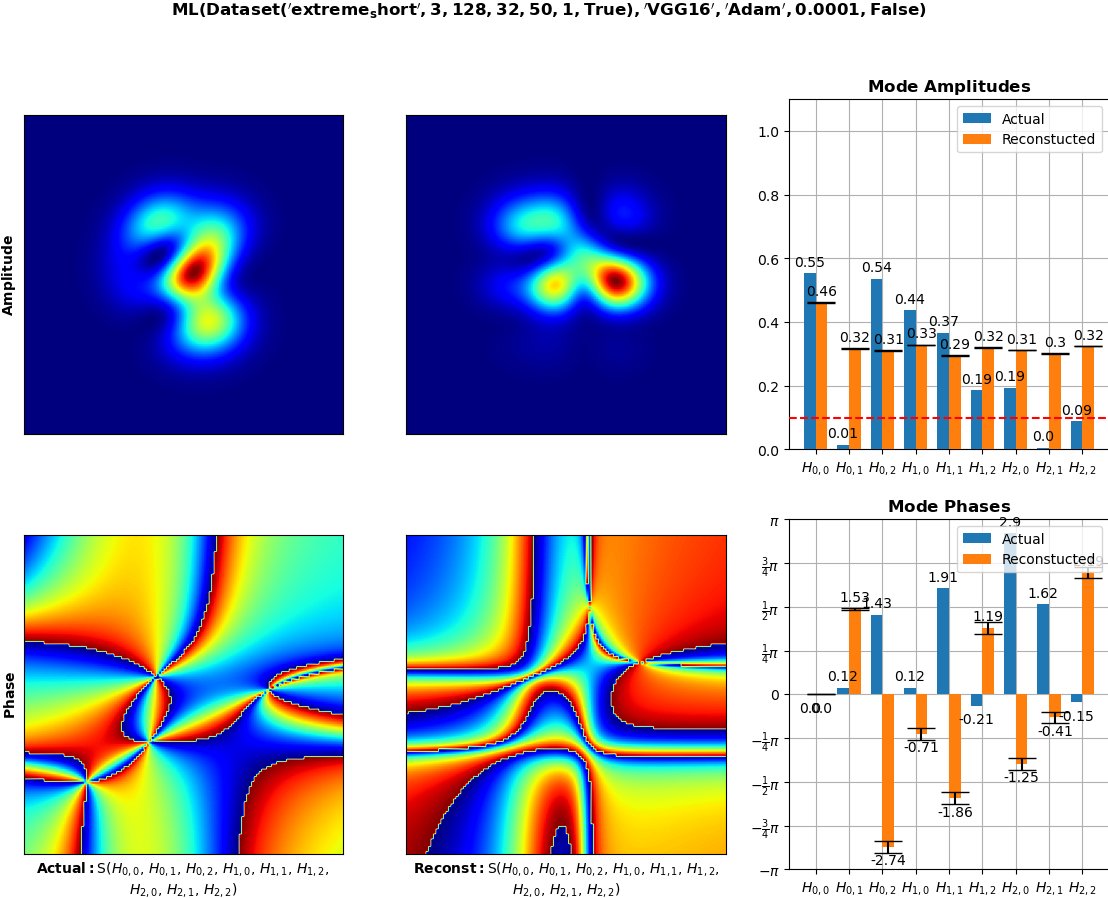 ML(Dataset('extreme_short', 3, 128, 32, 50, 1, True), 'VGG16', 'Adam', 0.0001, False)
Amplitude
Mode Amplitudes
Actual
Reconstucted
1.0
0.8
0.6
0.4
0.2
0.0
0.55
0.46
0.01
0.32
0.54
0.31
0.44
0.33
0.37
0.29
0.19
0.32
0.19
0.31
0.0
0.3
0.09
0.32
H0,0 H0,1 H0,2 H1,0 H1,1 H1,2 H2,0 H2,1 H2,2
Phase
Mode Phases
Actual
Reconstucted
π
3/4π
1/2π
1/4π
0
−1/4π
−1/2π
−3/4π
−π
0.0
0.0
0.12
1.53
1.43
-2.74
0.12
-0.71
1.91
-1.86
-0.21
1.19
2.9
-1.25
1.62
-0.41
-0.15
H0,0 H0,1 H0,2 H1,0 H1,1 H1,2 H2,0 H2,1 H2,2
Actual: S(H0,0, H0,1, H0,2, H1,0, H1,1, H1,2,
H2,0, H2,1, H2,2)
Reconst: S(H0,0, H0,1, H0,2, H1,0, H1,1, H1,2,
H2,0, H2,1, H2,2)